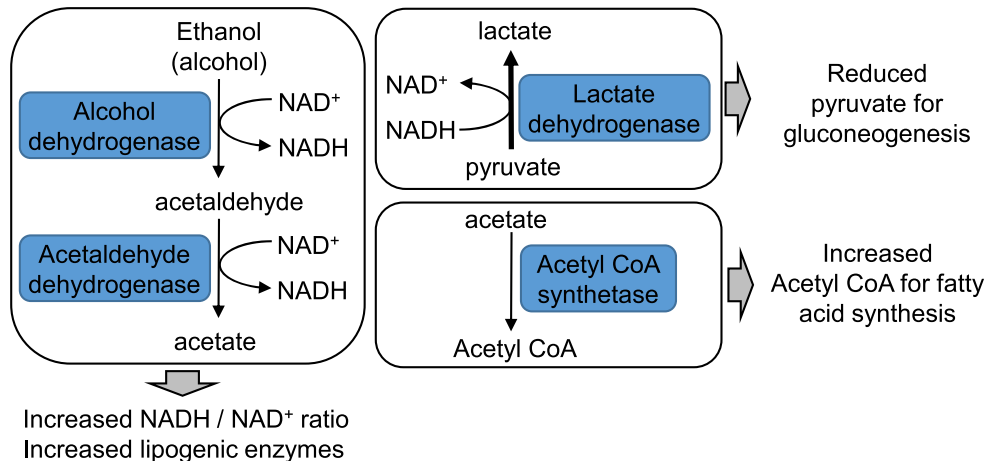 Ethanol
(alcohol)
Alcohol
dehydrogenase
NAD⁺
NADH
acetaldehyde
Acetaldehyde
dehydrogenase
NAD⁺
NADH
acetate
Increased NADH / NAD⁺ ratio
Increased lipogenic enzymes
lactate
NAD⁺
NADH
Lactate
dehydrogenase
pyruvate
Reduced
pyruvate for
gluconeogenesis
acetate
Acetyl CoA
synthetase
Acetyl CoA
Increased
Acetyl CoA for fatty
acid synthesis